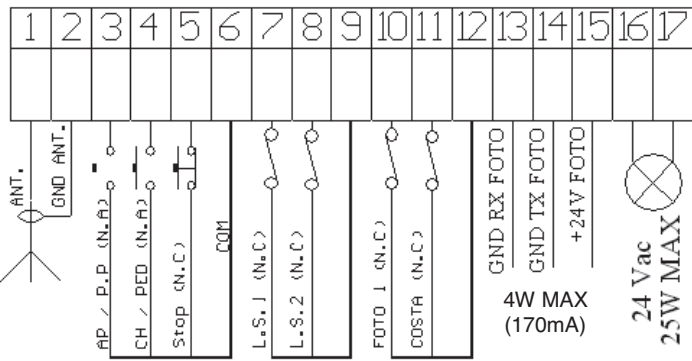 1 2 3 4 5 6 7 8 9 10 11 12 13 14 15 16 17
ANT.
GND ANT.
AP / P.P (N.A)
CH / PED (N.A)
Stop (N.C)
COM
L.S.1 (N.C)
L.S.2 (N.C)
FOTO 1 (N.C)
COSTA (N.C)
GND RX FOTO
GND TX FOTO
+24V FOTO
4W MAX
(170mA)
24 Vac
25W MAX